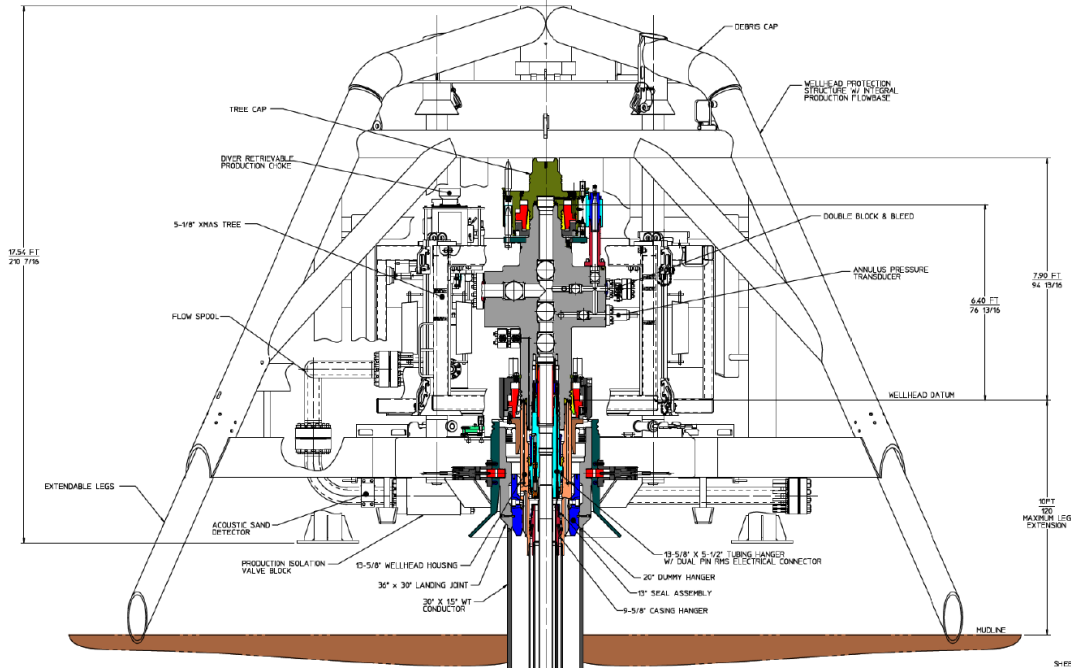 DEBRIS CAP
WELLHEAD PROTECTION
STRUCTURE W/ INTEGRAL
PRODUCTION FLOWBASE
TREE CAP
DIVER RETRIEVABLE
PRODUCTION CHOKE
5-1/8" XMAS TREE
DOUBLE BLOCK & BLEED
17.54 FT
210 7/16
ANNULUS PRESSURE
TRANSDUCER
7.90 FT
94 13/16
6.40 FT
76 13/16
FLOW SPOOL
WELLHEAD DATUM
EXTENDABLE LEGS
10FT
120
MAXIMUM LEG
EXTENSION
ACOUSTIC SAND
DETECTOR
PRODUCTION ISOLATION
VALVE BLOCK
13-5/8" WELLHEAD HOUSING
36" x 30" LANDING JOINT
30" X 1.5" WT
CONDUCTOR
13-5/8" X 5-1/2" TUBING HANGER
W/ DUAL PIN RMS ELECTRICAL CONNECTOR
20" DUMMY HANGER
13" SEAL ASSEMBLY
9-5/8" CASING HANGER
MUDLINE